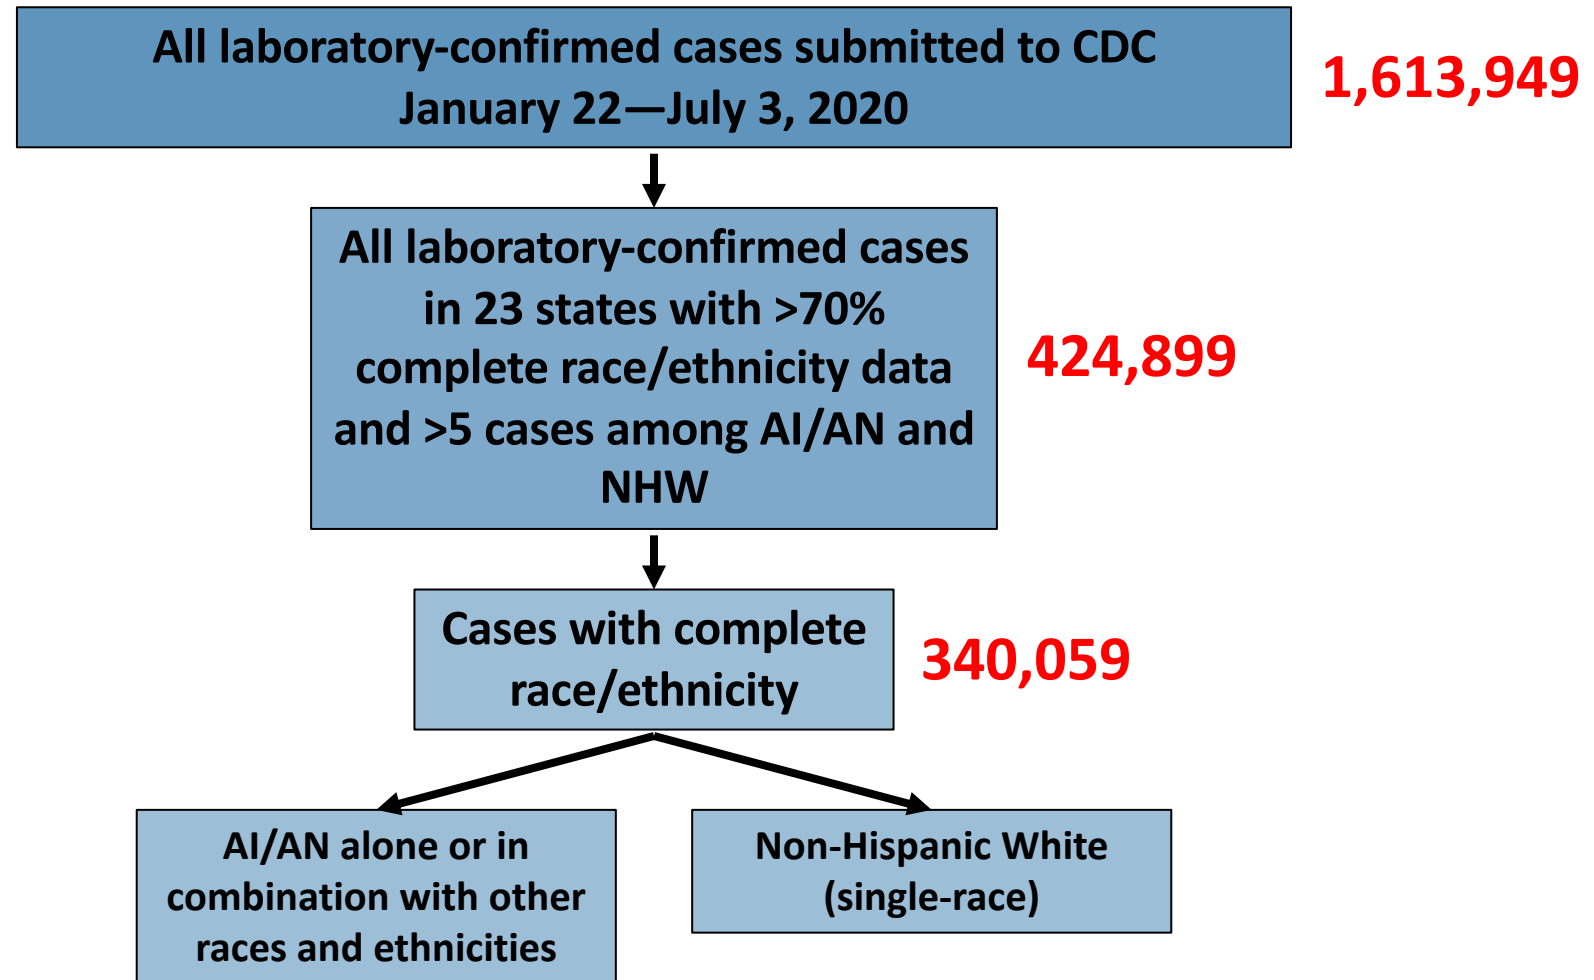 All laboratory-confirmed cases submitted to CDC
January 22—July 3, 2020
1,613,949
All laboratory-confirmed cases
in 23 states with >70%
complete race/ethnicity data
and >5 cases among AI/AN and
NHW
424,899
Cases with complete
race/ethnicity
340,059
AI/AN alone or in
combination with other
races and ethnicities
Non-Hispanic White
(single-race)